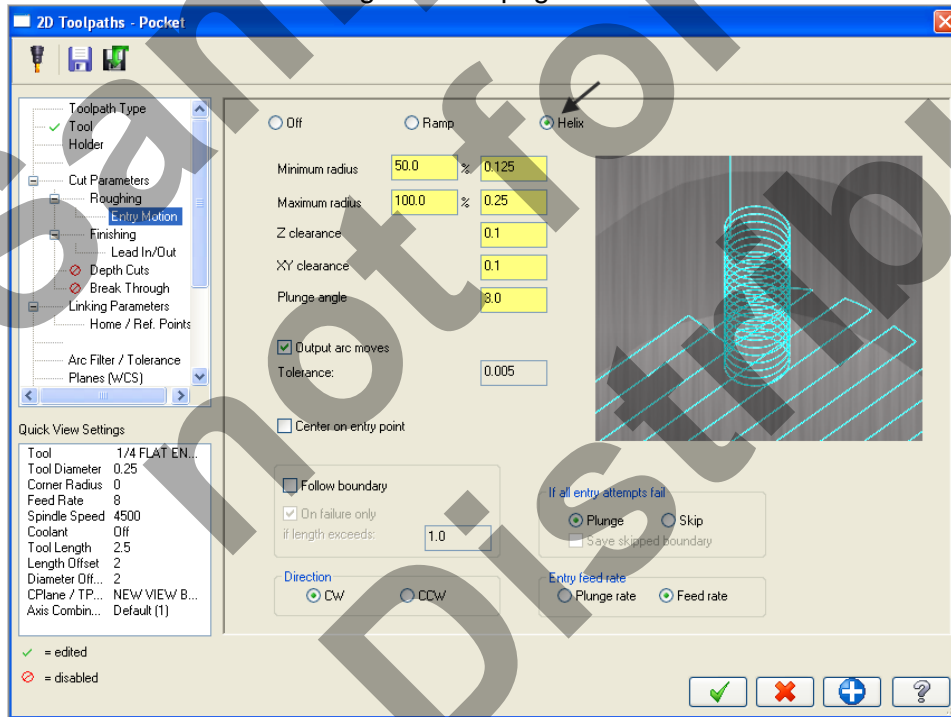 2D Toolpaths - Pocket
Toolpath Type
Tool
Holder
Cut Parameters
Roughing
Entry Motion
Finishing
Lead In/Out
Depth Cuts
Break Through
Linking Parameters
Home / Ref. Points
Arc Filter / Tolerance
Planes (WCS)
Quick View Settings
Tool 1/4 FLAT EN...
Tool Diameter 0.25
Corner Radius 0
Feed Rate 8
Spindle Speed 4500
Coolant Off
Tool Length 2.5
Length Offset 2
Diameter Off... 2
CPlane / TP... NEW VIEW B...
Axis Combin... Default (1)
= edited
= disabled
Off Ramp Helix
Minimum radius 50.0 % 0.125
Maximum radius 100.0 % 0.25
Z clearance 0.1
XY clearance 0.1
Plunge angle 3.0
Output arc moves
Tolerance: 0.005
Center on entry point
Follow boundary
On failure only
if length exceeds: 1.0
If all entry attempts fail
Plunge Skip
Save skipped boundary
Direction
CW CCW
Entry feed rate
Plunge rate Feed rate